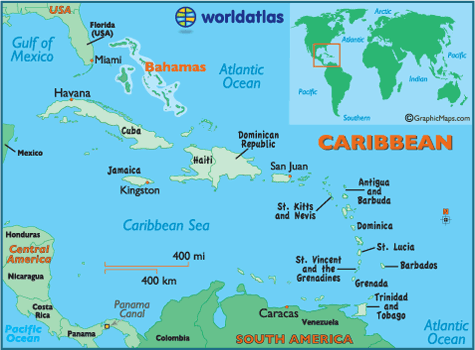 USA
worldatlas
Arctic
Florida
(USA)
Gulf of
Mexico
Miami
Bahamas
Atlantic
Ocean
Atlantic
Pacific
Indian
Pacific
Southern
©GraphicMaps.com
Havana
Cuba
Dominican
Republic
CARIBBEAN
Mexico
Haiti
San Juan
Jamaica
Kingston
Antigua
and
Barbuda
St. Kitts
and Nevis
Caribbean Sea
Dominica
Honduras
St. Lucia
Central
America
400 mi
400 km
St. Vincent
and the
Grenadines
Barbados
Nicaragua
Grenada
Costa
Rica
Panama
Canal
Trinidad
and
Tobago
Caracas
Pacific
Ocean
Panama
Colombia
Venezuela
SOUTH AMERICA
Atlantic
Ocean